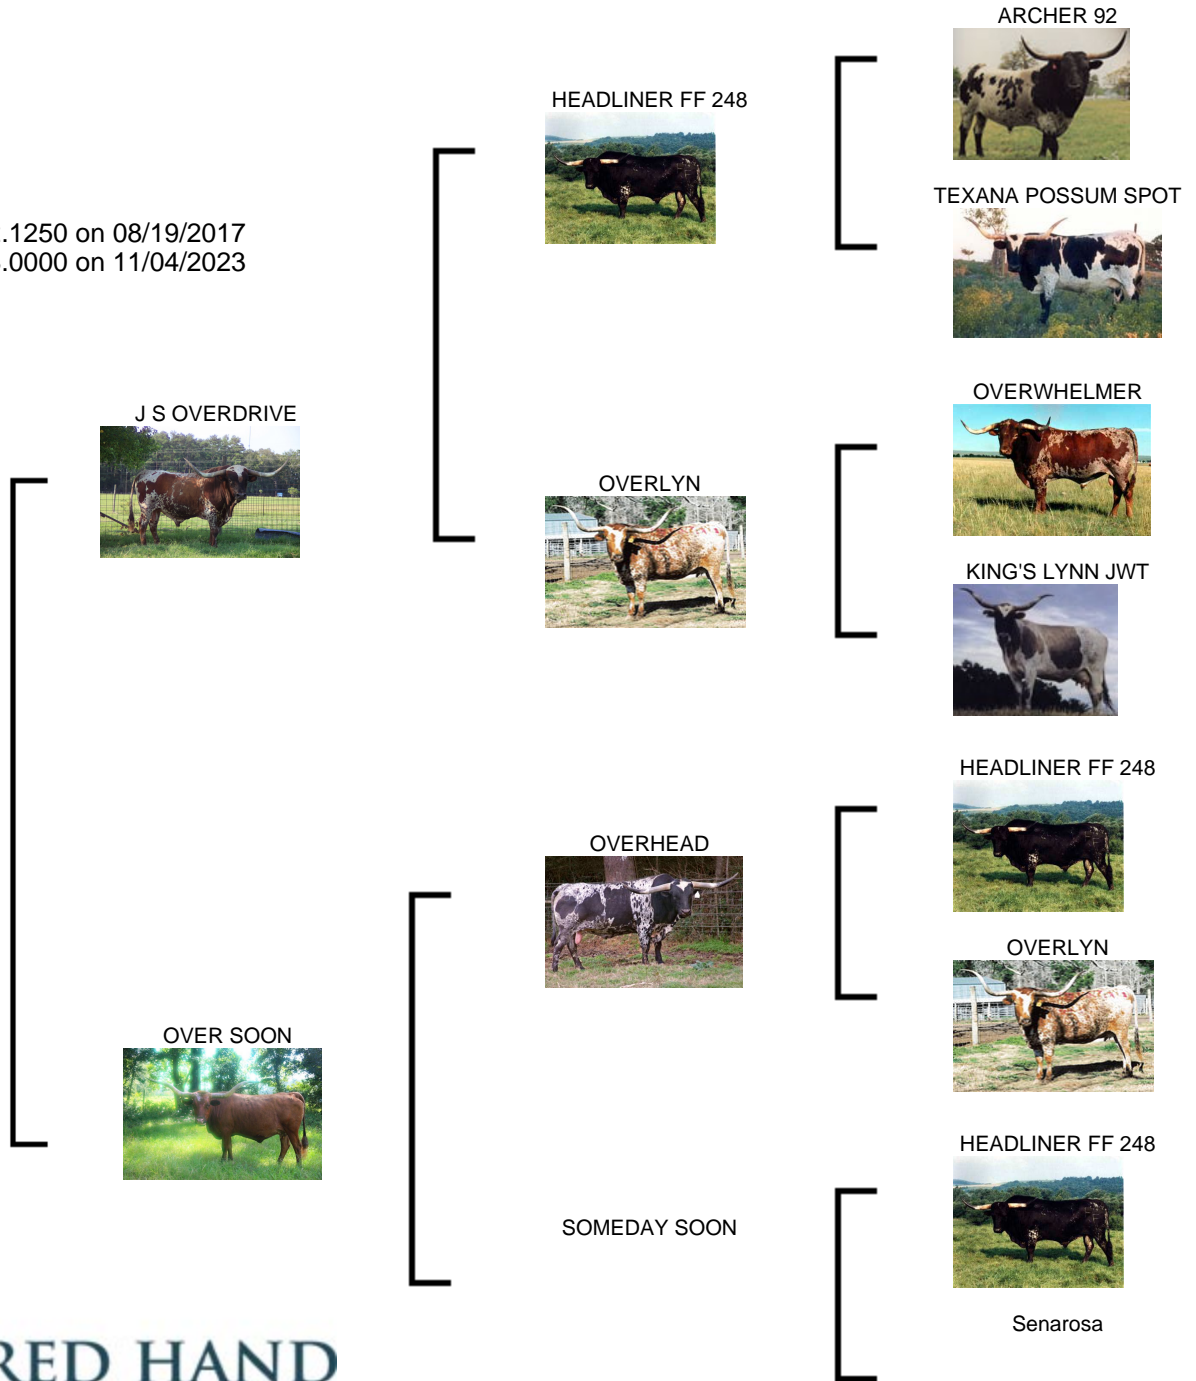 ARCHER 92
HEADLINER FF 248
TEXANA POSSUM SPOT
.1250 on 08/19/2017
.0000 on 11/04/2023
J S OVERDRIVE
OVERWHELMER
OVERLYN
KING'S LYNN JWT
HEADLINER FF 248
OVERHEAD
OVERLYN
OVER SOON
HEADLINER FF 248
SOMEDAY SOON
Senarosa
RED HAND